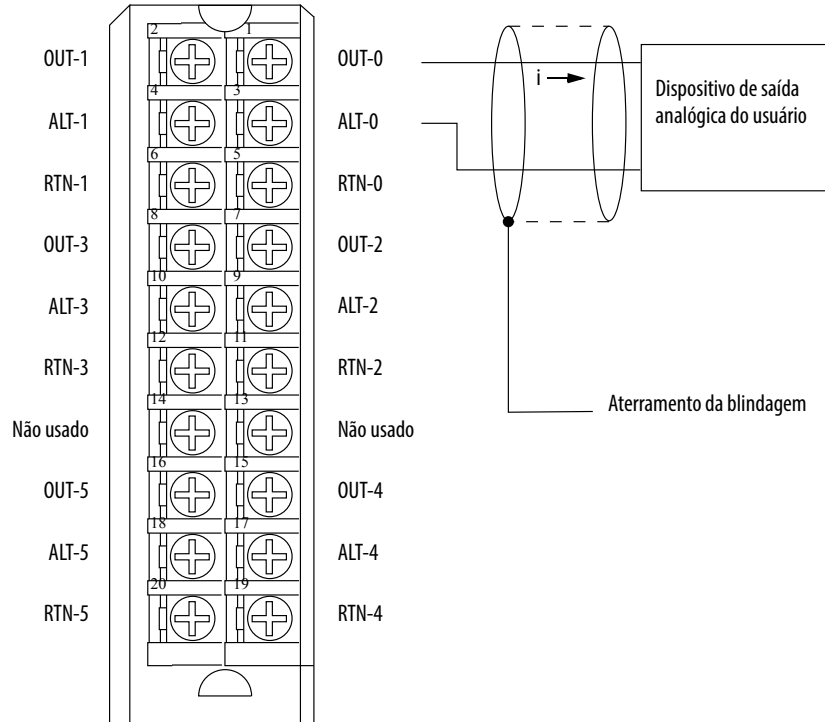 2 1
OUT-1 OUT-0
4 3
ALT-1 ALT-0
6 5
RTN-1 RTN-0
8 7
OUT-3 OUT-2
10 9
ALT-3 ALT-2
12 11
RTN-3 RTN-2
14 13
Não usado Não usado
16 15
OUT-5 OUT-4
18 17
ALT-5 ALT-4
20 19
RTN-5 RTN-4
i
Dispositivo de saída
analógica do usuário
Aterramento da blindagem